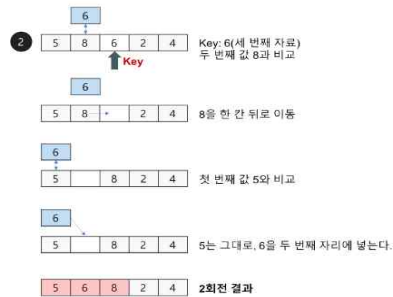 6
2 5 8 6 2 4 Key: 6(세 번째 자료)
두 번째 값 8과 비교
Key
6
5 8 2 4 8을 한 칸 뒤로 이동
6
5 8 2 4 첫 번째 값 5와 비교
6
5 8 2 4 5는 그대로, 6을 두 번째 자리에 넣는다.
5 6 8 2 4 2회전 결과